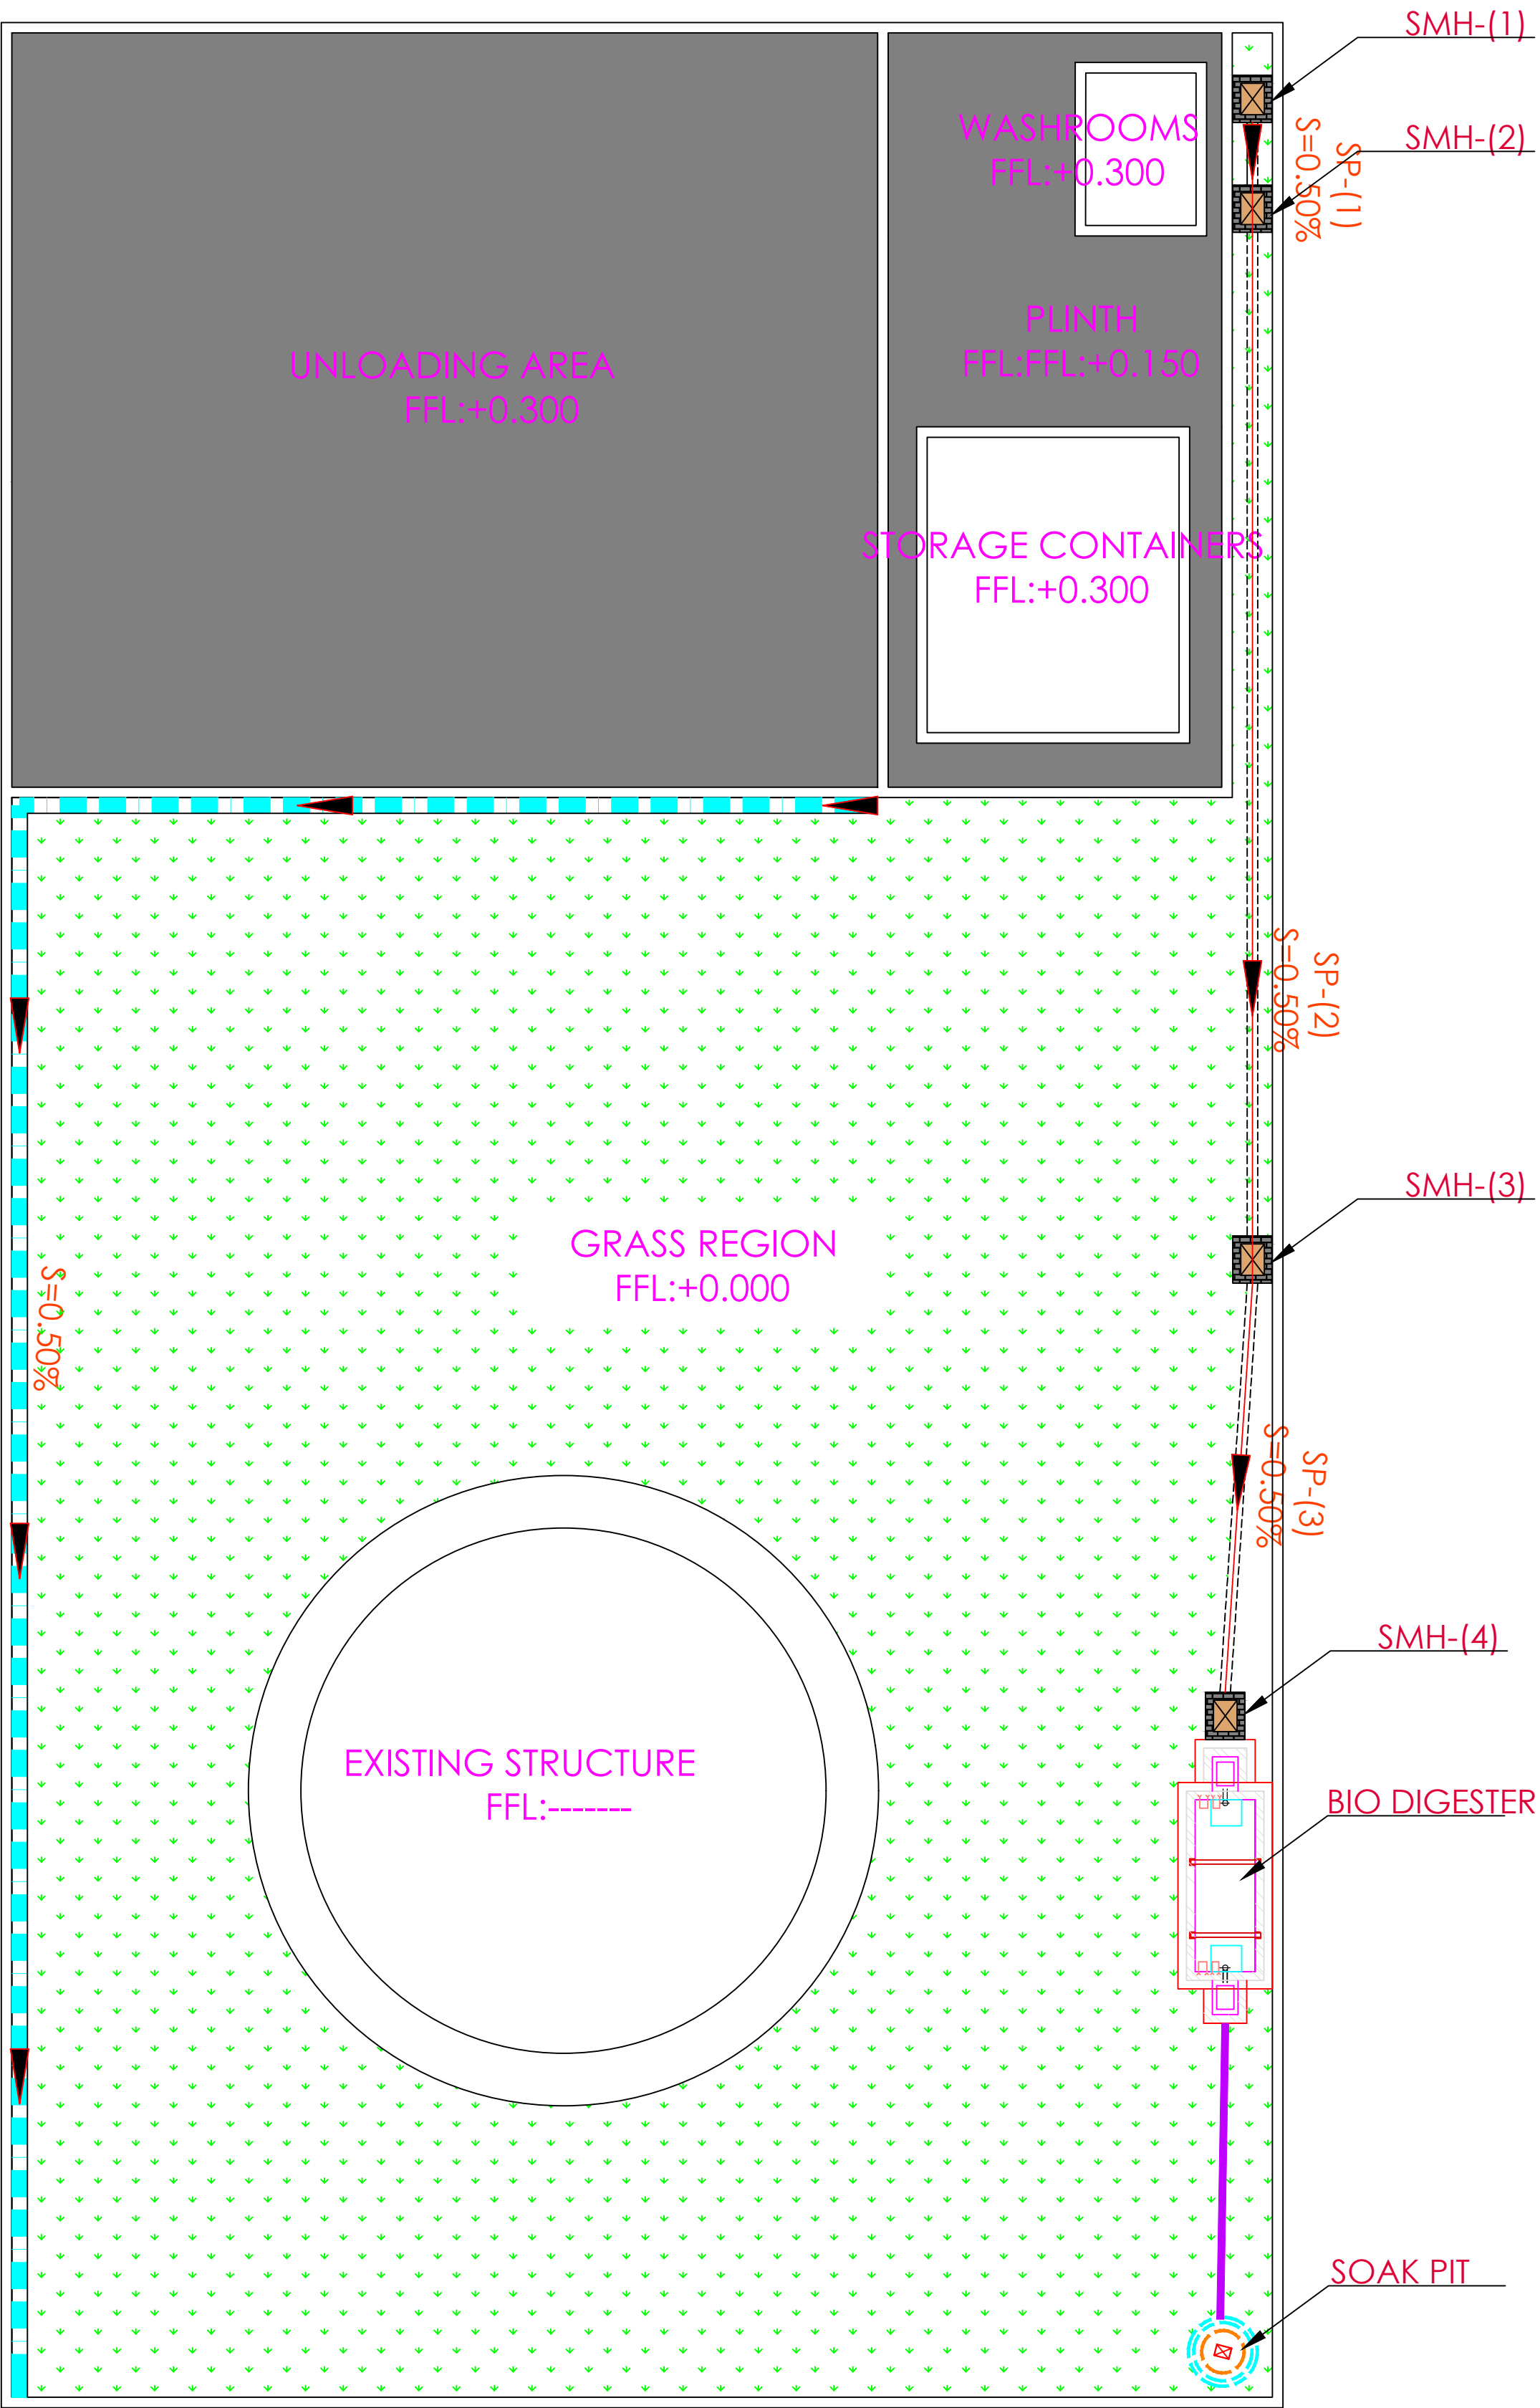 SMH-(1)
WASHROOMS
FFL:+0.300
SP-(1)
S=0.50%
SMH-(2)
PLINTH
FFL:FFL:+0.150
UNLOADING AREA
FFL:+0.300
STORAGE CONTAINERS
FFL:+0.300
SP-(2)
S=0.50%
SMH-(3)
GRASS REGION
FFL:+0.000
S=0.50%
SP-(3)
S=0.50%
SMH-(4)
EXISTING STRUCTURE
FFL:-------
BIO DIGESTER
SOAK PIT